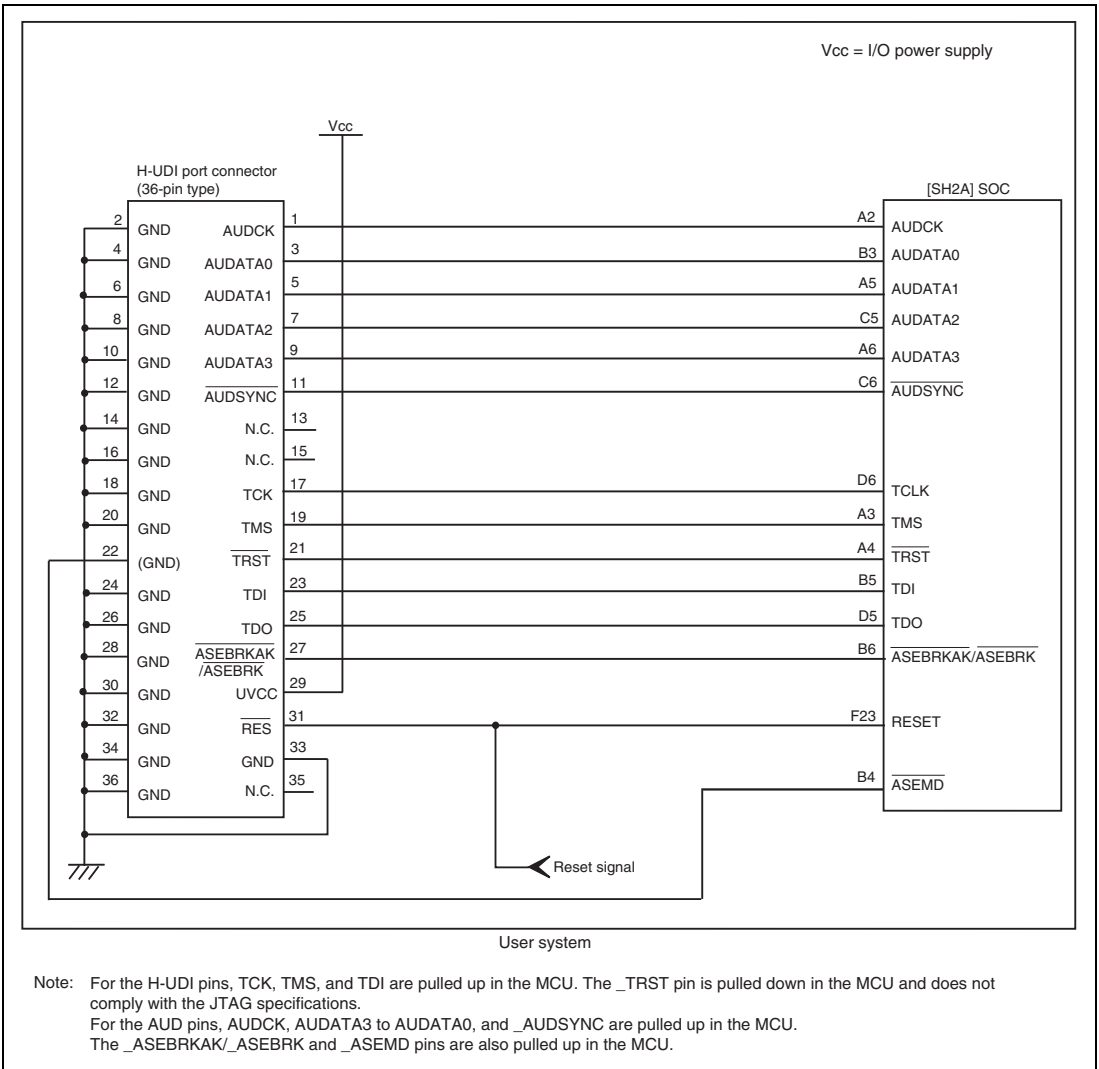 Vcc = I/O power supply
Vcc
H-UDI port connector
(36-pin type)
[SH2A] SOC
2 GND AUDCK 1 A2 AUDCK
4 GND AUDATA0 3 B3 AUDATA0
6 GND AUDATA1 5 A5 AUDATA1
8 GND AUDATA2 7 C5 AUDATA2
10 GND AUDATA3 9 A6 AUDATA3
12 GND AUDSYNC 11 C6 AUDSYNC
14 GND N.C. 13
16 GND N.C. 15
18 GND TCK 17 D6 TCLK
20 GND TMS 19 A3 TMS
22 (GND) TRST 21 A4 TRST
24 GND TDI 23 B5 TDI
26 GND TDO 25 D5 TDO
28 GND ASEBRKAK 27 B6 ASEBRKAK/ASEBRK
/ASEBRK
30 GND UVCC 29
32 GND RES 31 F23 RESET
34 GND GND 33
36 GND N.C. 35 B4 ASEMD
Reset signal
User system
Note: For the H-UDI pins, TCK, TMS, and TDI are pulled up in the MCU. The _TRST pin is pulled down in the MCU and does not
comply with the JTAG specifications.
For the AUD pins, AUDCK, AUDATA3 to AUDATA0, and _AUDSYNC are pulled up in the MCU.
The _ASEBRKAK/_ASEBRK and _ASEMD pins are also pulled up in the MCU.